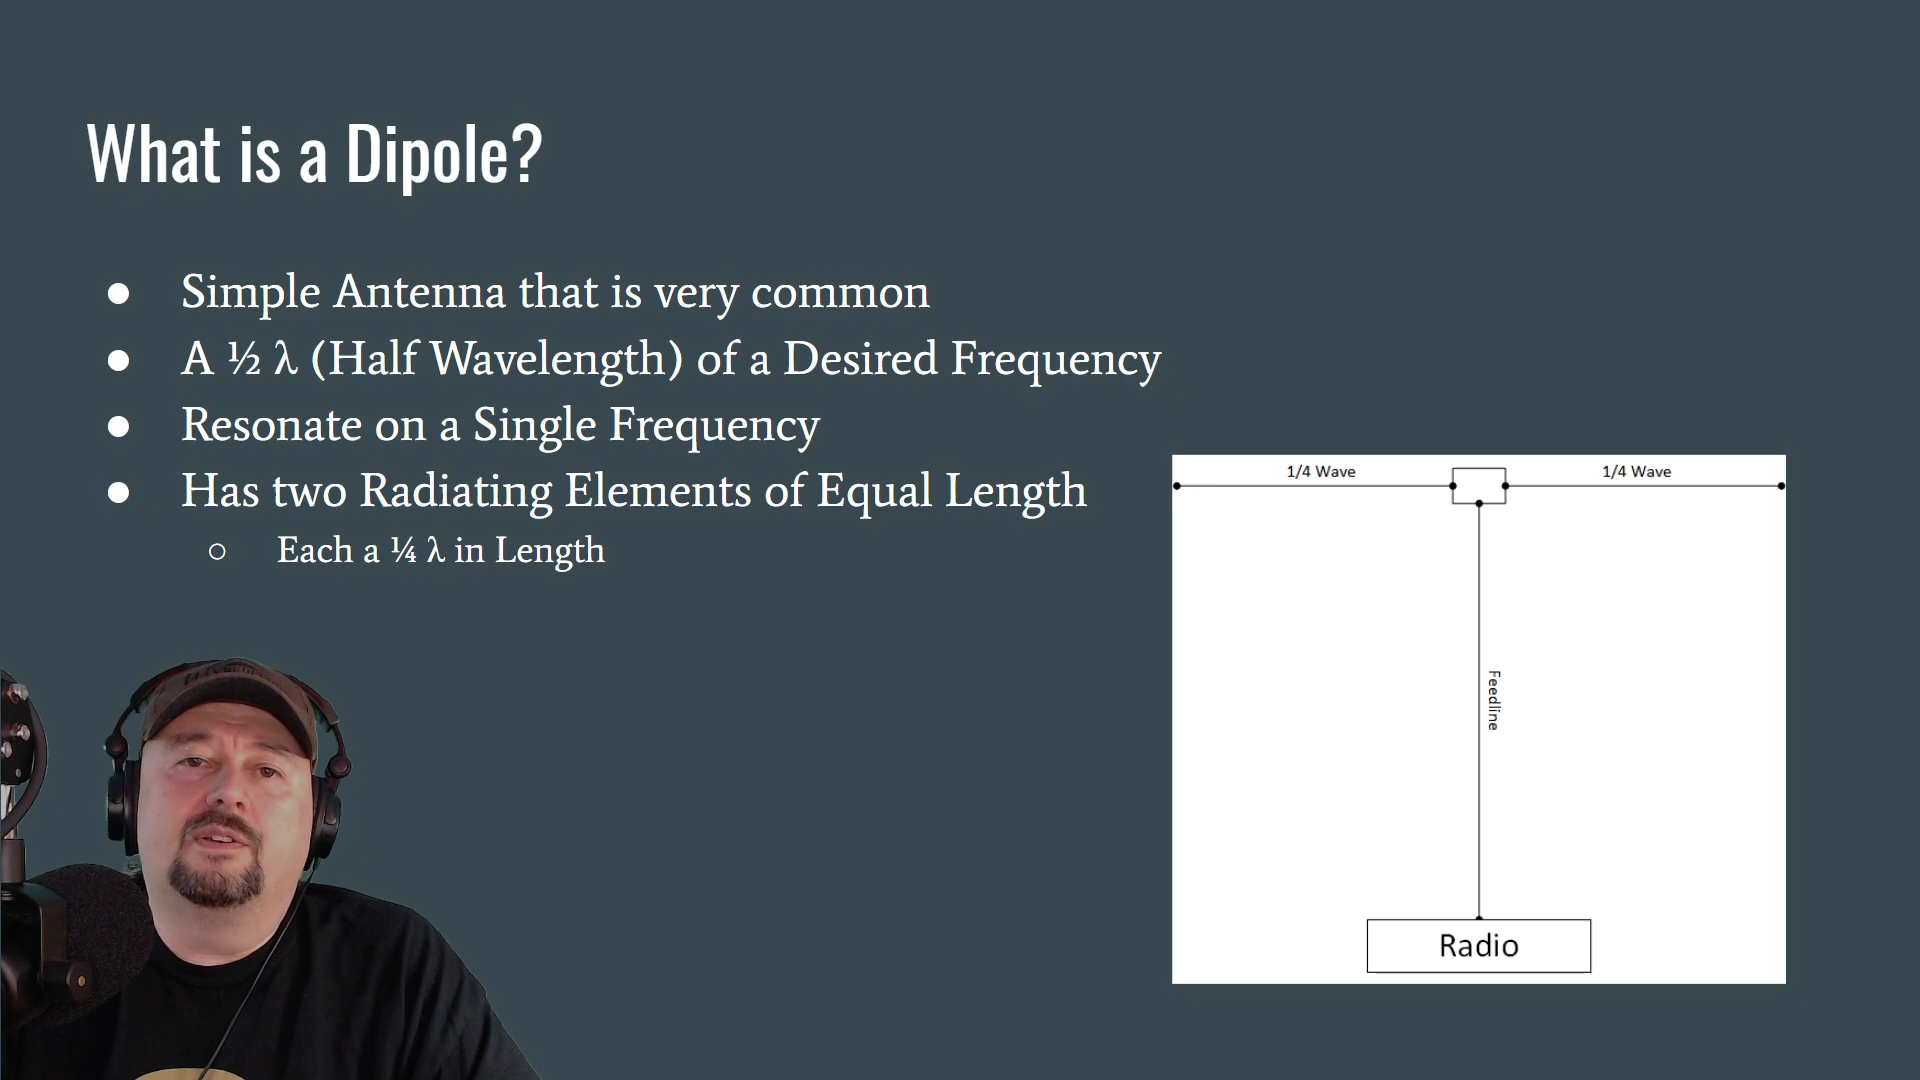 What is a Dipole?
● Simple Antenna that is very common
● A ½ λ (Half Wavelength) of a Desired Frequency
● Resonate on a Single Frequency
● Has two Radiating Elements of Equal Length
○ Each a ¼ λ in Length
1/4 Wave
1/4 Wave
Feedline
Radio